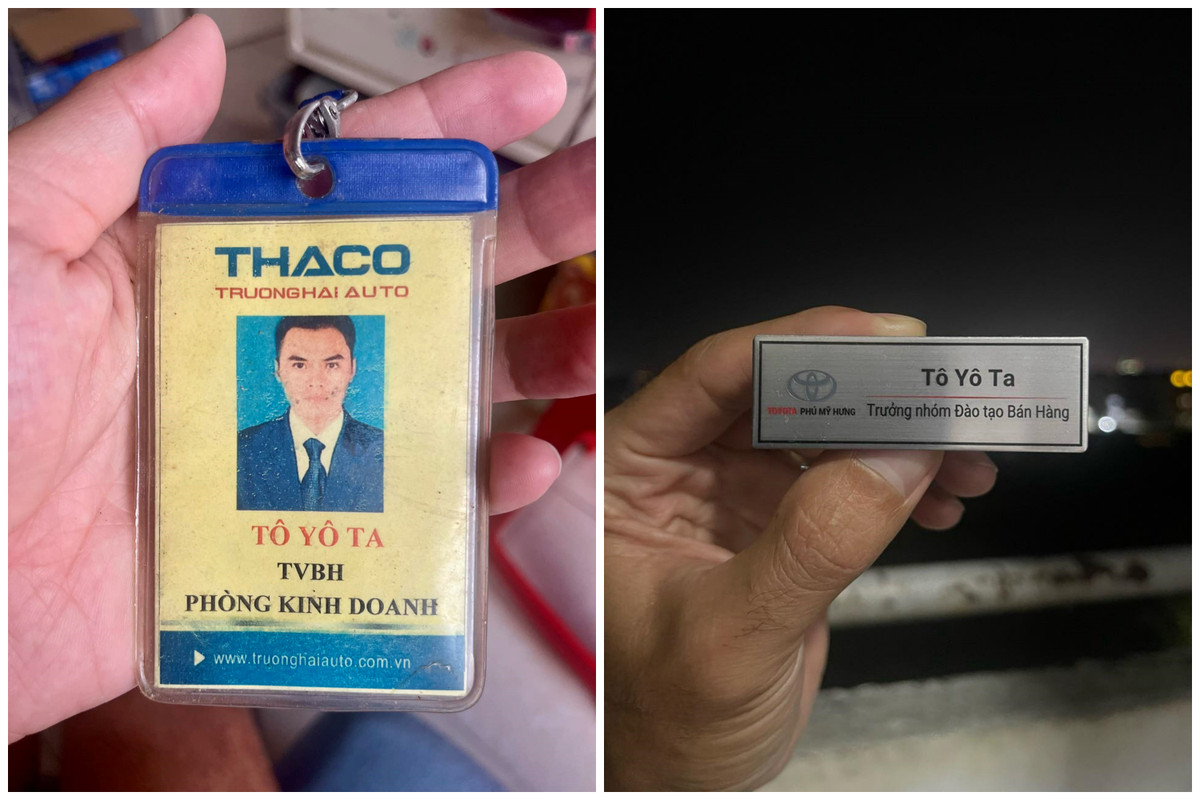 THACO
TRUONGHAI AUTO
TÔ YÔ TA
TVBH
PHÒNG KINH DOANH
www.truonghaiauto.com.vn
Tô Yô Ta
TOYOTA PHÚ MỸ HƯNG
Trưởng nhóm Đào tạo Bán Hàng